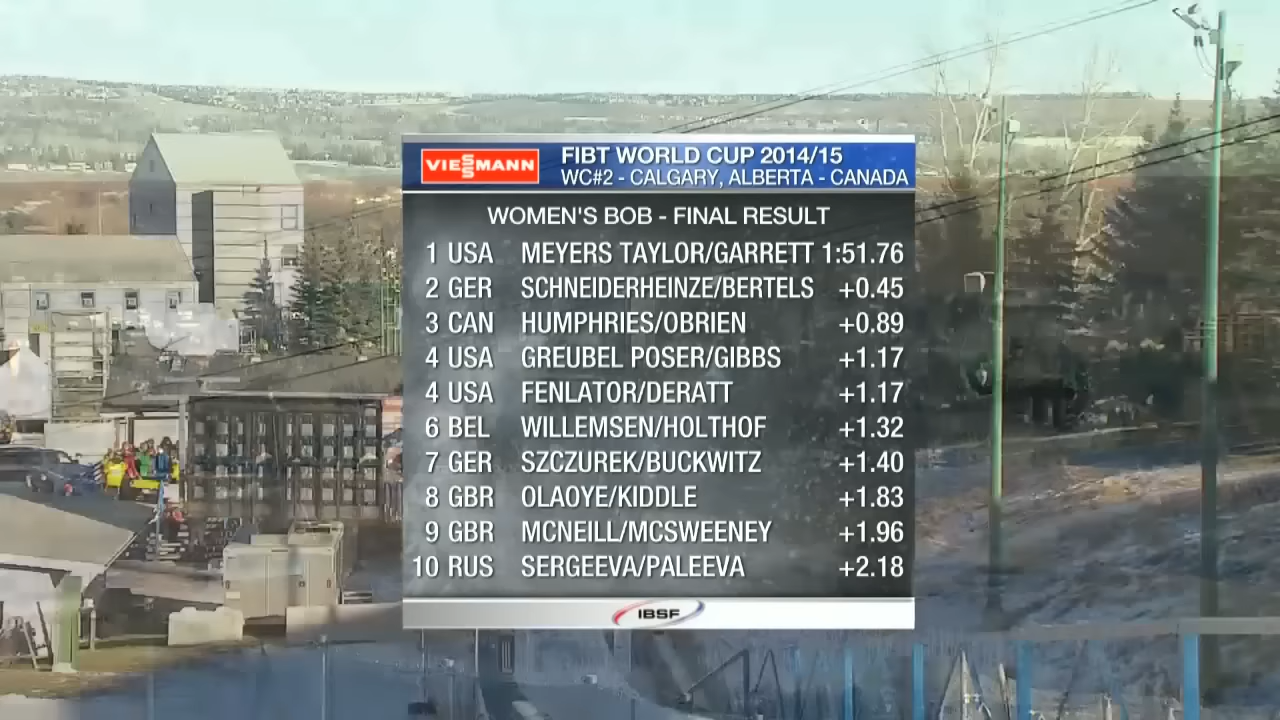 VIESSMANN
FIBT WORLD CUP 2014/15
WC#2 - CALGARY, ALBERTA - CANADA
WOMEN'S BOB - FINAL RESULT
1 USA MEYERS TAYLOR/GARRETT 1:51.76
2 GER SCHNEIDERHEINZE/BERTELS +0.45
3 CAN HUMPHRIES/OBRIEN +0.89
4 USA GREUBEL POSER/GIBBS +1.17
4 USA FENLATOR/DERATT +1.17
6 BEL WILLEMSEN/HOLTHOF +1.32
7 GER SZCZUREK/BUCKWITZ +1.40
8 GBR OLAOYE/KIDDLE +1.83
9 GBR MCNEILL/MCSWEENEY +1.96
10 RUS SERGEEVA/PALEEVA +2.18
IBSF